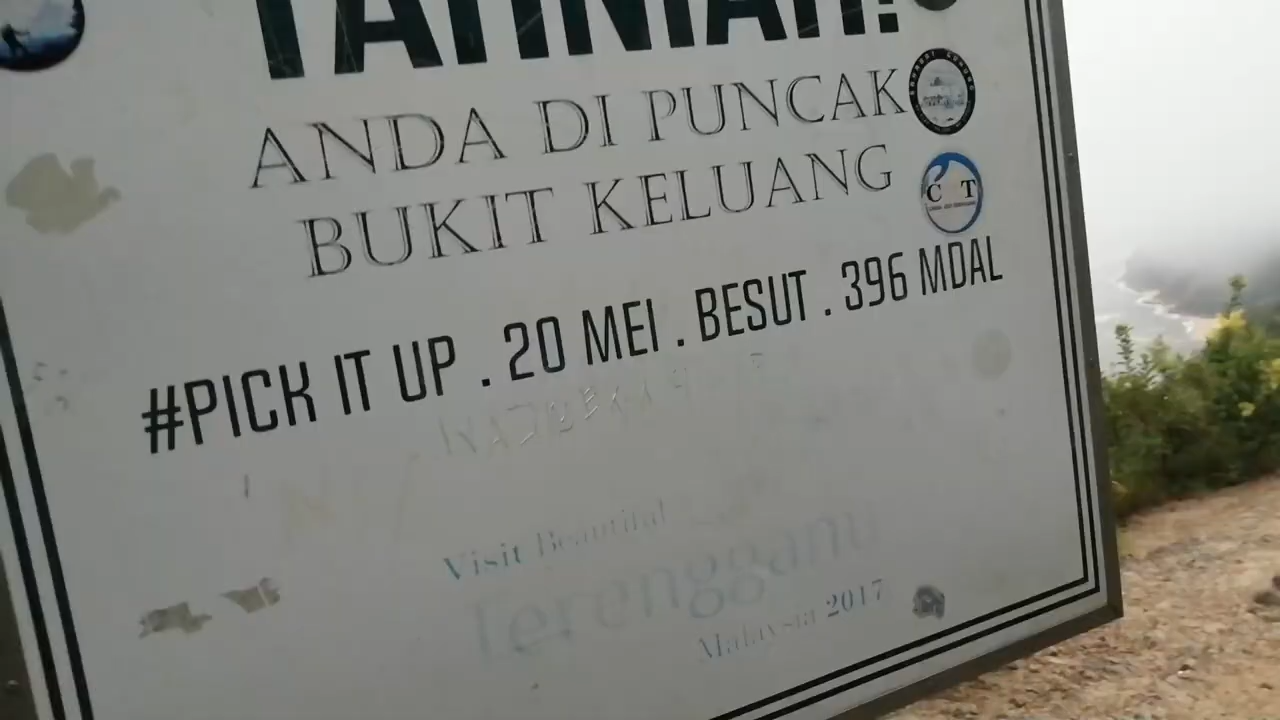 TAHNIAH!
ANDA DI PUNCAK
BUKIT KELUANG
C T
#PICK IT UP . 20 MEI . BESUT . 396 MDAL
Visit Beautiful
terengganu
Malaysia 2017